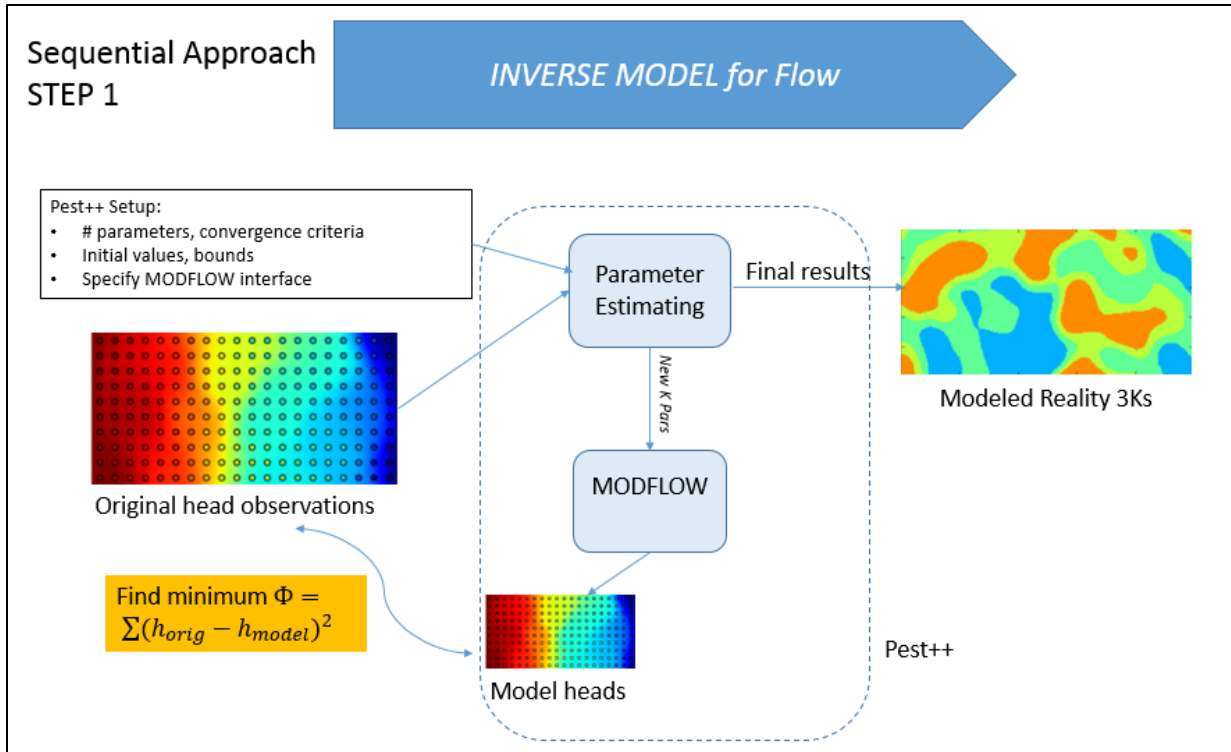 Sequential Approach
STEP 1
INVERSE MODEL for Flow
Pest++ Setup:
• # parameters, convergence criteria
• Initial values, bounds
• Specify MODFLOW interface
Parameter
Estimating
Final results
Modeled Reality 3Ks
New K Pars
MODFLOW
Original head observations
Find minimum Φ =
∑(h_orig − h_model)²
Model heads
Pest++